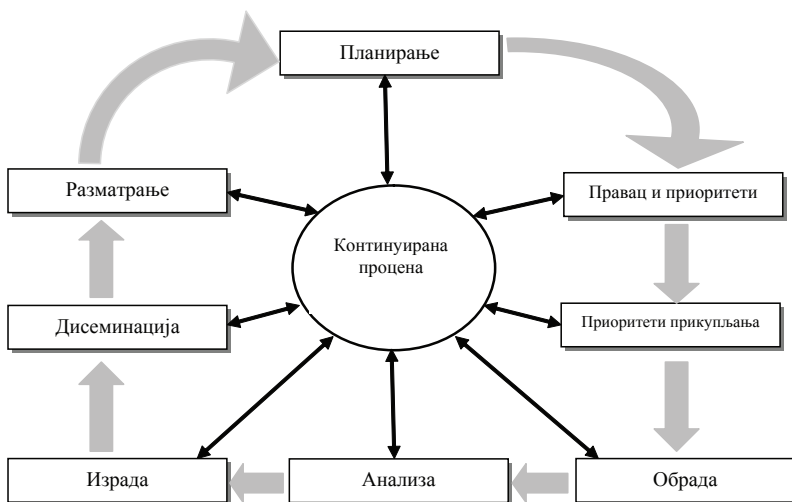 Планирање
Разматрање
Правац и приоритети
Континуирана
процена
Дисеминација
Приоритети прикупљања
Израда
Анализа
Обрада